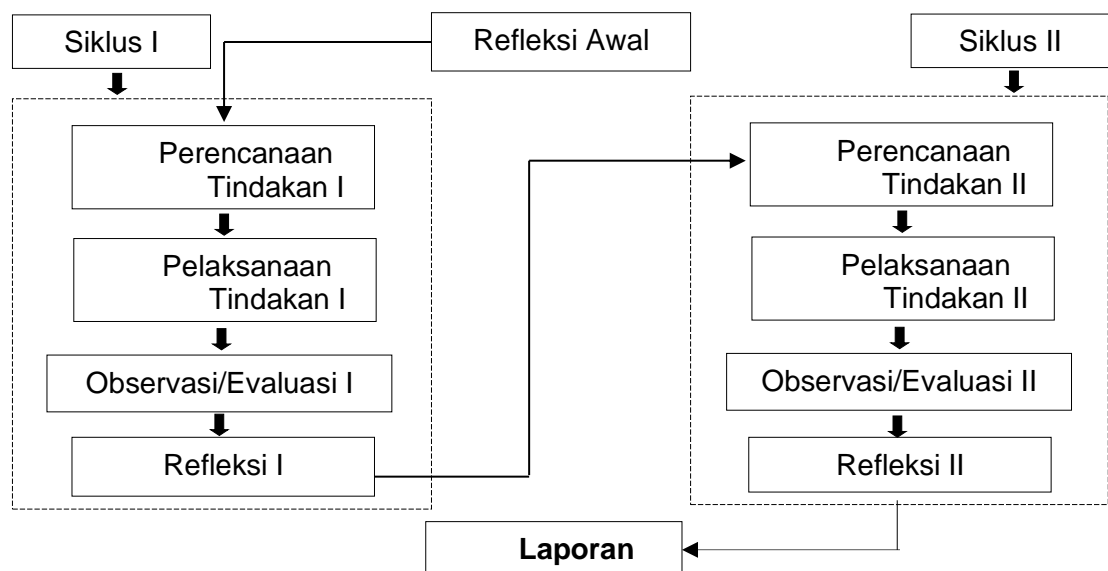 Siklus I
Refleksi Awal
Siklus II
Perencanaan
Tindakan I
Pelaksanaan
Tindakan I
Observasi/Evaluasi I
Refleksi I
Perencanaan
Tindakan II
Pelaksanaan
Tindakan II
Observasi/Evaluasi II
Refleksi II
Laporan